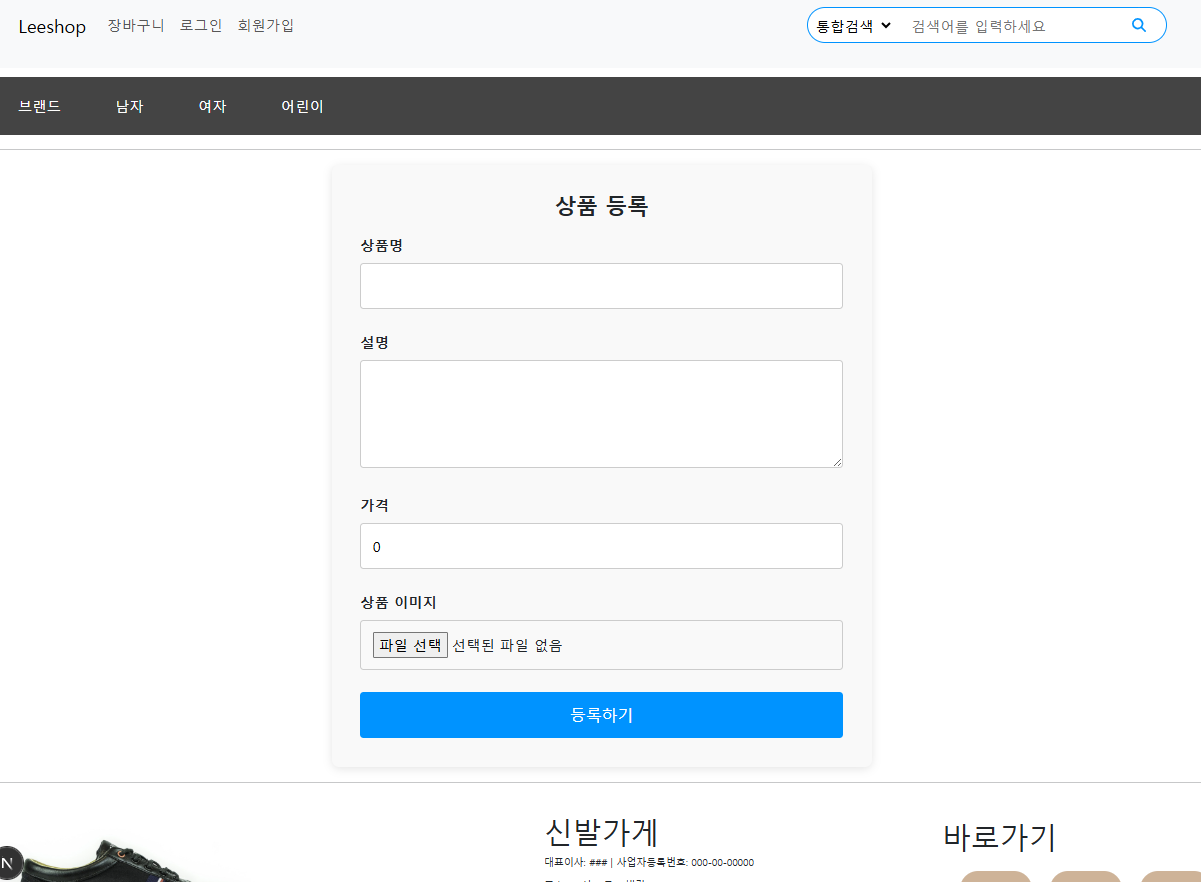 Leeshop 장바구니 로그인 회원가입 통합검색 검색어를 입력하세요
브랜드 남자 여자 어린이
상품 등록
상품명
설명
가격
0
상품 이미지
파일 선택 선택된 파일 없음
등록하기
신발가게
바로가기
대표이사: ### | 사업자등록번호: 000-00-00000
N